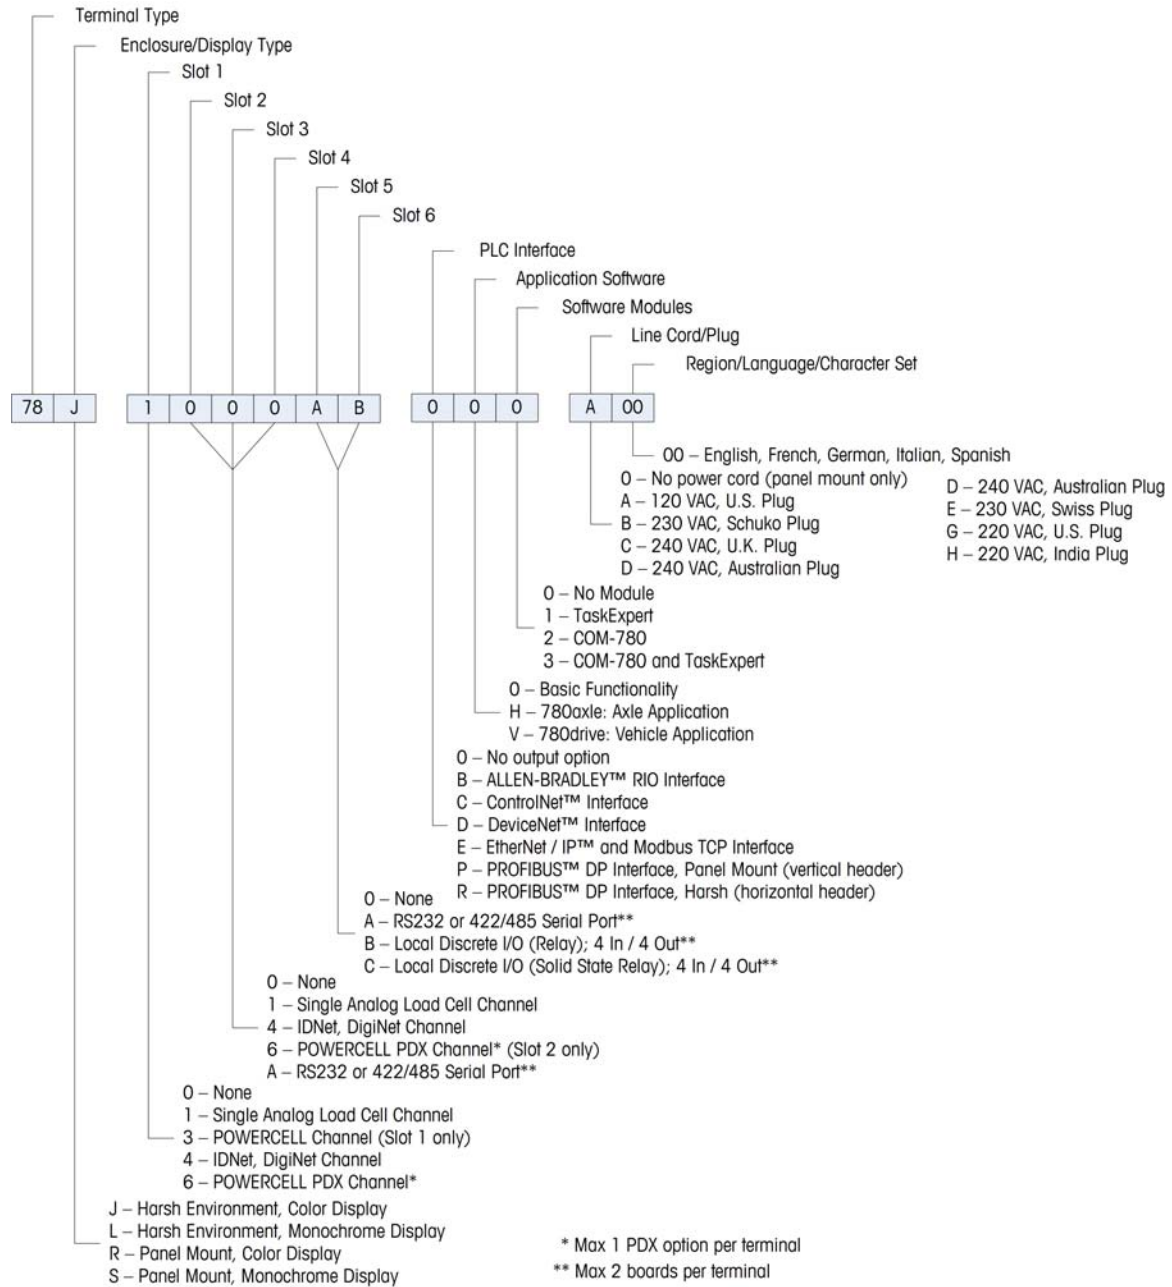 Terminal Type
Enclosure/Display Type
Slot 1
Slot 2
Slot 3
Slot 4
Slot 5
Slot 6
PLC Interface
Application Software
Software Modules
Line Cord/Plug
Region/Language/Character Set
78 J 1 0 0 0 A B 0 0 0 A 00
00 – English, French, German, Italian, Spanish
0 – No power cord (panel mount only)
A – 120 VAC, U.S. Plug
B – 230 VAC, Schuko Plug
C – 240 VAC, U.K. Plug
D – 240 VAC, Australian Plug
D – 240 VAC, Australian Plug
E – 230 VAC, Swiss Plug
G – 220 VAC, U.S. Plug
H – 220 VAC, India Plug
0 – No Module
1 – TaskExpert
2 – COM-780
3 – COM-780 and TaskExpert
0 – Basic Functionality
H – 780axle: Axle Application
V – 780drive: Vehicle Application
0 – No output option
B – ALLEN-BRADLEY™ RIO Interface
C – ControlNet™ Interface
D – DeviceNet™ Interface
E – EtherNet / IP™ and Modbus TCP Interface
P – PROFIBUS™ DP Interface, Panel Mount (vertical header)
R – PROFIBUS™ DP Interface, Harsh (horizontal header)
0 – None
A – RS232 or 422/485 Serial Port**
B – Local Discrete I/O (Relay); 4 In / 4 Out**
C – Local Discrete I/O (Solid State Relay); 4 In / 4 Out**
0 – None
1 – Single Analog Load Cell Channel
4 – IDNet, DigiNet Channel
6 – POWERCELL PDX Channel* (Slot 2 only)
A – RS232 or 422/485 Serial Port**
0 – None
1 – Single Analog Load Cell Channel
3 – POWERCELL Channel (Slot 1 only)
4 – IDNet, DigiNet Channel
6 – POWERCELL PDX Channel*
J – Harsh Environment, Color Display
L – Harsh Environment, Monochrome Display
R – Panel Mount, Color Display
S – Panel Mount, Monochrome Display
* Max 1 PDX option per terminal
** Max 2 boards per terminal